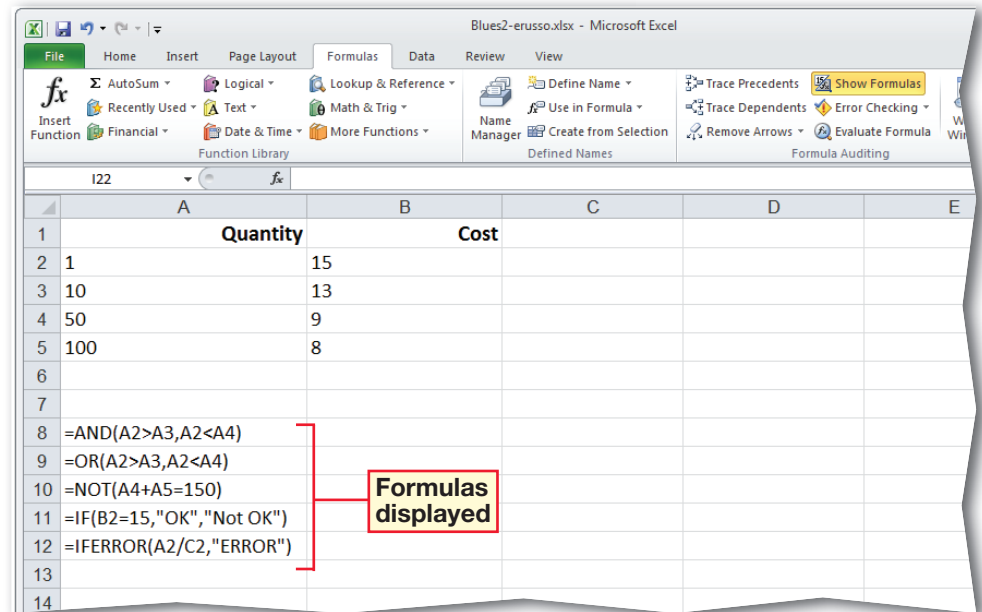 Blues2-erusso.xlsx - Microsoft Excel
File Home Insert Page Layout Formulas Data Review View
fx Insert Function
Σ AutoSum
Recently Used
Financial
Logical
Text
Date & Time
Lookup & Reference
Math & Trig
More Functions
Function Library
Name Manager
Define Name
Use in Formula
Create from Selection
Defined Names
Trace Precedents
Trace Dependents
Remove Arrows
Show Formulas
Error Checking
Evaluate Formula
Formula Auditing
I22 fx
A B C D E
1 Quantity Cost
2 1 15
3 10 13
4 50 9
5 100 8
6
7
8 =AND(A2>A3,A2<A4)
9 =OR(A2>A3,A2<A4)
10 =NOT(A4+A5=150)
11 =IF(B2=15,"OK","Not OK")
12 =IFERROR(A2/C2,"ERROR")
13
14
Formulas
displayed